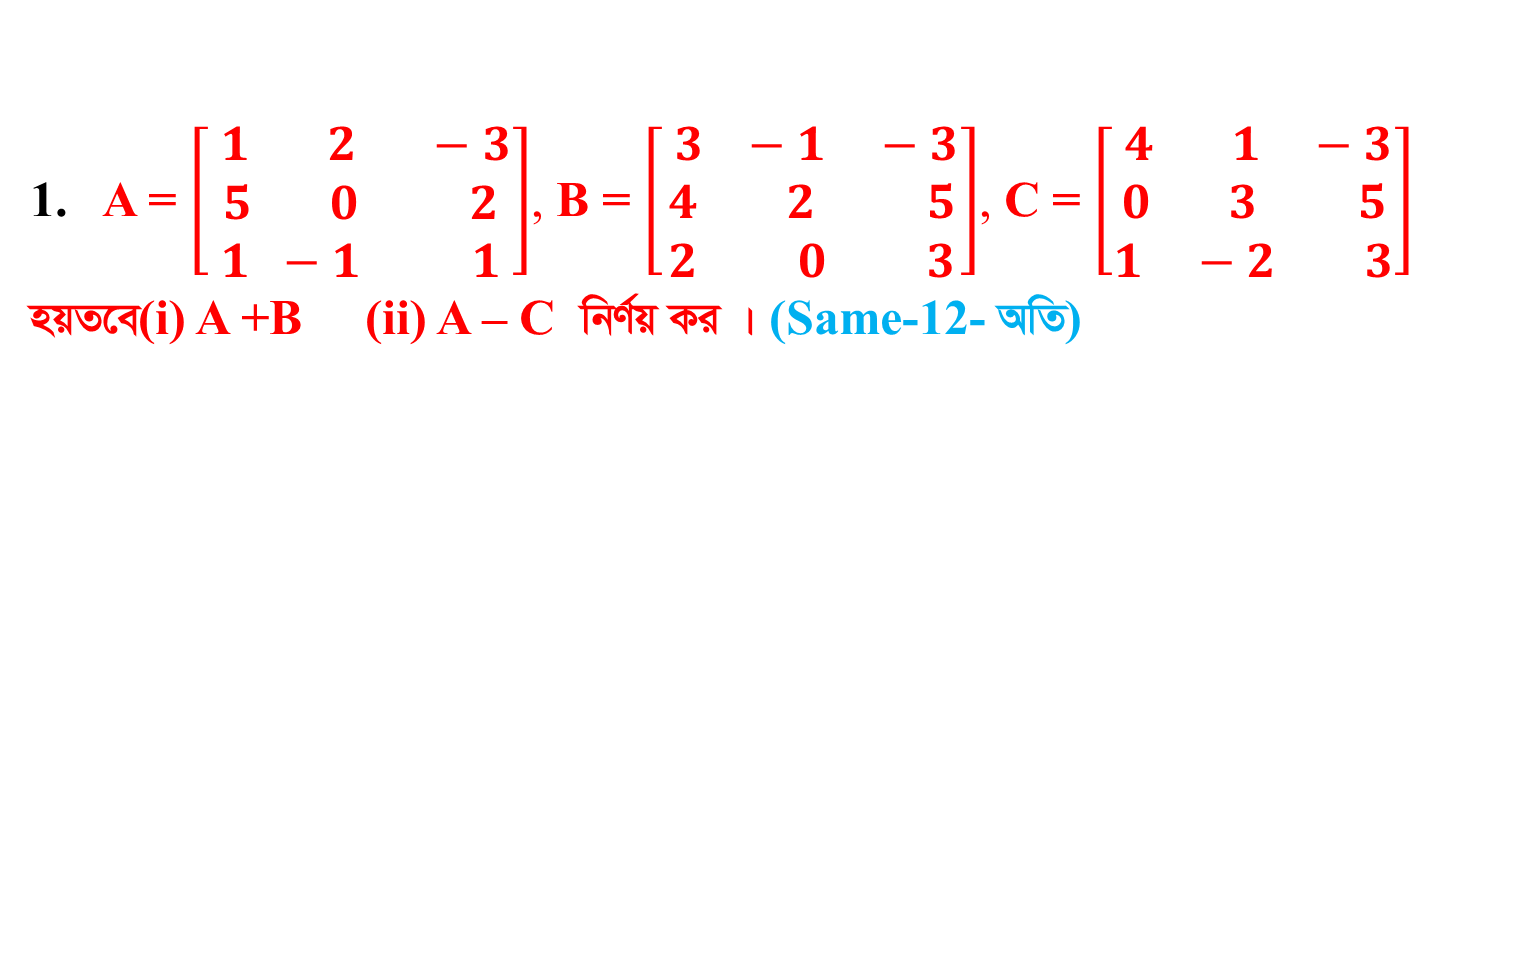 1. A = [1 2 − 3
5 0 2
1 − 1 1], B = [3 − 1 − 3
4 2 5
2 0 3], C = [4 1 − 3
0 3 5
1 − 2 3]
হয়তবে(i) A +B (ii) A – C নির্ণয় কর । (Same-12- অতি)